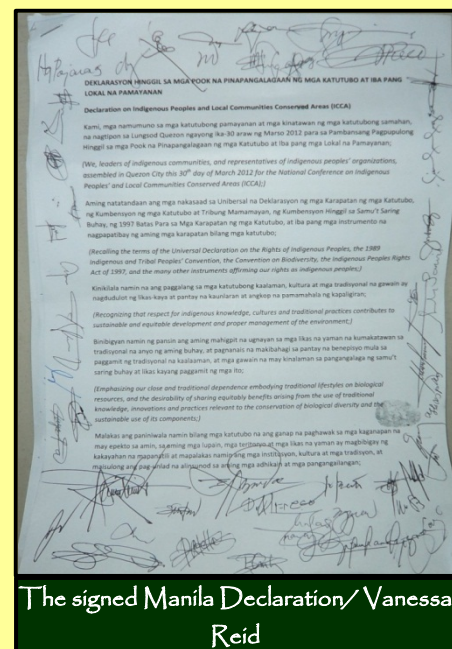 DEKLARASYON HINGGIL SA MGA POOK NA PINAPANGALAGAAN NG MGA KATUTUBO AT IBA PANG
LOKAL NA PAMAYANAN
Declaration on Indigenous Peoples and Local Communities Conserved Areas (ICCA)
Kami, mga namumuno sa mga katutubong pamayanan at mga kinatawan ng mga katutubong samahan,
na nagtipon sa Lungsod Quezon ngayong ika-30 araw ng Marso 2012 para sa Pambansang Pagpupulong
Hinggil sa mga Pook na Pinapangalagaan ng mga Katutubo at Iba pang mga Lokal na Pamayanan;
(We, leaders of indigenous communities, and representatives of indigenous peoples' organizations,
assembled in Quezon City this 30th day of March 2012 for the National Conference on Indigenous
Peoples' and Local Communities Conserved Areas (ICCA);)
Aming natatandaan ang mga nakasaad sa Unibersal na Deklarasyon ng mga Karapatan ng mga Katutubo,
ng Kumbensyon ng mga Katutubo at Tribung Mamamayan, ng Kumbensyon Hinggil sa Samu't Saring
Buhay, ng 1997 Batas Para sa Mga Karapatan ng mga Katutubo, at iba pang mga instrumento na
nagpapatibay ng aming mga karapatan bilang mga katutubo;
(Recalling the terms of the Universal Declaration on the Rights of Indigenous Peoples, the 1989
Indigenous and Tribal Peoples' Convention, the Convention on Biodiversity, the Indigenous Peoples Rights
Act of 1997, and the many other instruments affirming our rights as indigenous peoples;)
Kinikilala namin na ang paggalang sa mga katutubong kaalaman, kultura at mga tradisyonal na gawain ay
nagdudulot ng likas-kaya at pantay na kaunlaran at angkop na pamamahala ng kapaligiran;
(Recognizing that respect for indigenous knowledge, cultures and traditional practices contributes to
sustainable and equitable development and proper management of the environment;)
Binibigyan namin ng pansin ang aming mahigpit na ugnayan sa mga likas na yaman na kumakatawan sa
tradisyonal na anyo ng aming buhay, at pagnanais na makibahagi sa pantay na benepisyo mula sa
paggamit ng tradisyonal na kaalaman, at mga gawain na may kinalaman sa pangangalaga ng samu't
saring buhay at likas kayang paggamit ng mga ito;
(Emphasizing our close and traditional dependence embodying traditional lifestyles on biological
resources, and the desirability of sharing equitably benefits arising from the use of traditional
knowledge, innovations and practices relevant to the conservation of biological diversity and the
sustainable use of its components;)
Malakas ang paniniwala namin bilang mga katutubo na ang ganap na paghawak sa mga kaganapan na
may epekto sa amin, sa aming mga lupain, mga teritoryo at mga likas na yaman ay magbibigay ng
kakayahan na mapanatili at mapalakas namin ang mga institusyon, kultura at mga tradisyon, at
maisulong ang pag-unlad na alinsunod sa aming mga adhikain at mga pangangailangan;
The signed Manila Declaration/ Vanessa
Reid